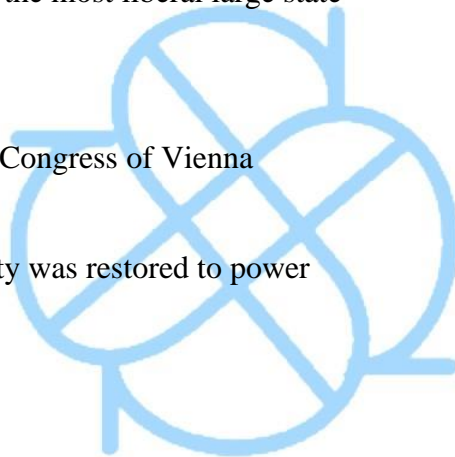 the most liberal large state
Congress of Vienna
ty was restored to power